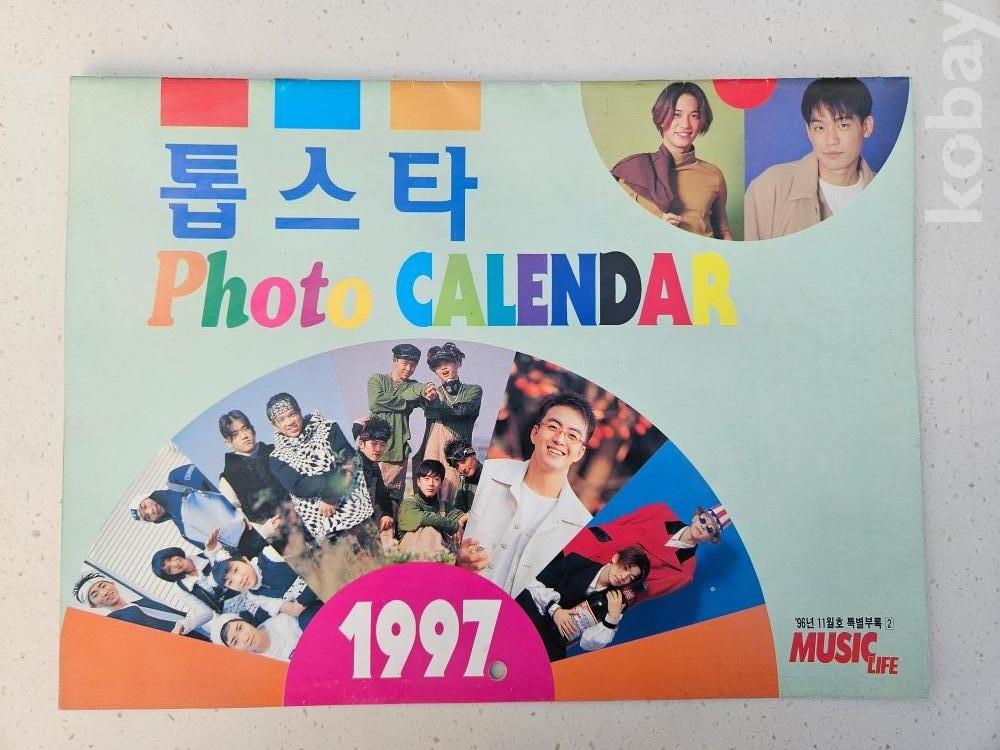 톱스타
Photo CALENDAR
1997
'96년 11월호 특별부록 2
MUSIC LIFE
kobay